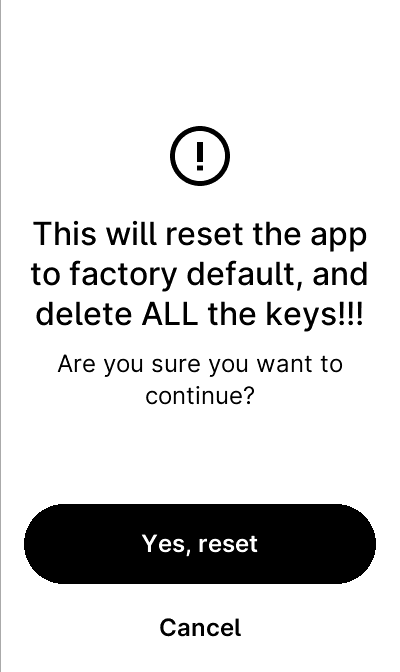 This will reset the app
to factory default, and
delete ALL the keys!!!
Are you sure you want to
continue?
Yes, reset
Cancel